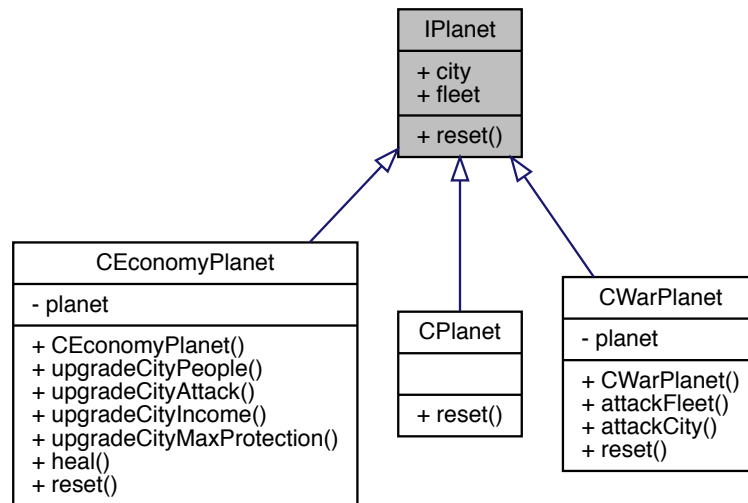 IPlanet
+ city
+ fleet
+ reset()
CEconomyPlanet
- planet
+ CEconomyPlanet()
+ upgradeCityPeople()
+ upgradeCityAttack()
+ upgradeCityIncome()
+ upgradeCityMaxProtection()
+ heal()
+ reset()
CPlanet
+ reset()
CWarPlanet
- planet
+ CWarPlanet()
+ attackFleet()
+ attackCity()
+ reset()